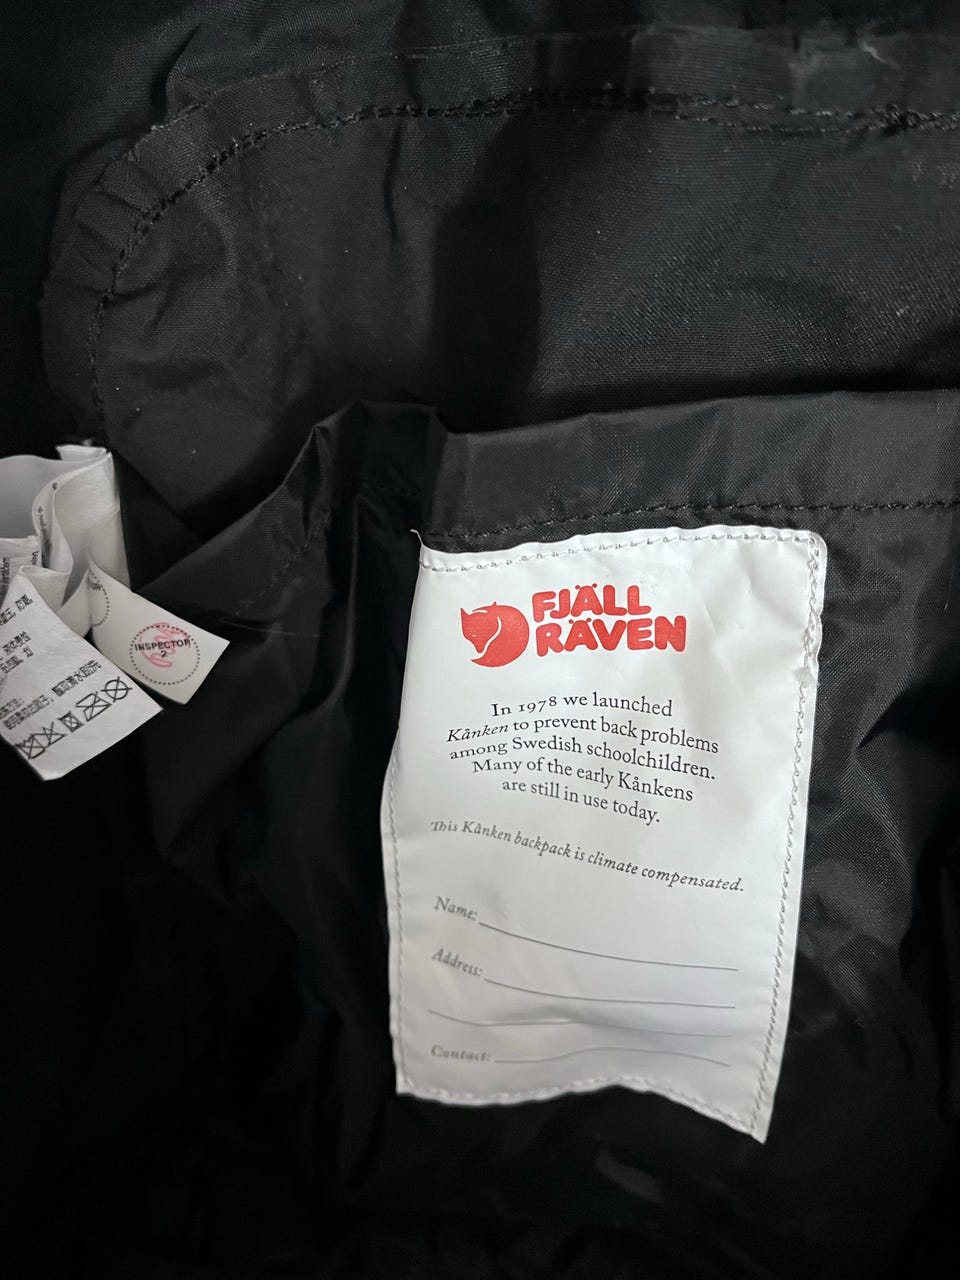 FJÄLL
RÄVEN
In 1978 we launched
Kånken to prevent back problems
among Swedish schoolchildren.
Many of the early Kånkens
are still in use today.
This Kånken backpack is climate compensated.
Name:
Address:
Contact:
INSPECTOR
2